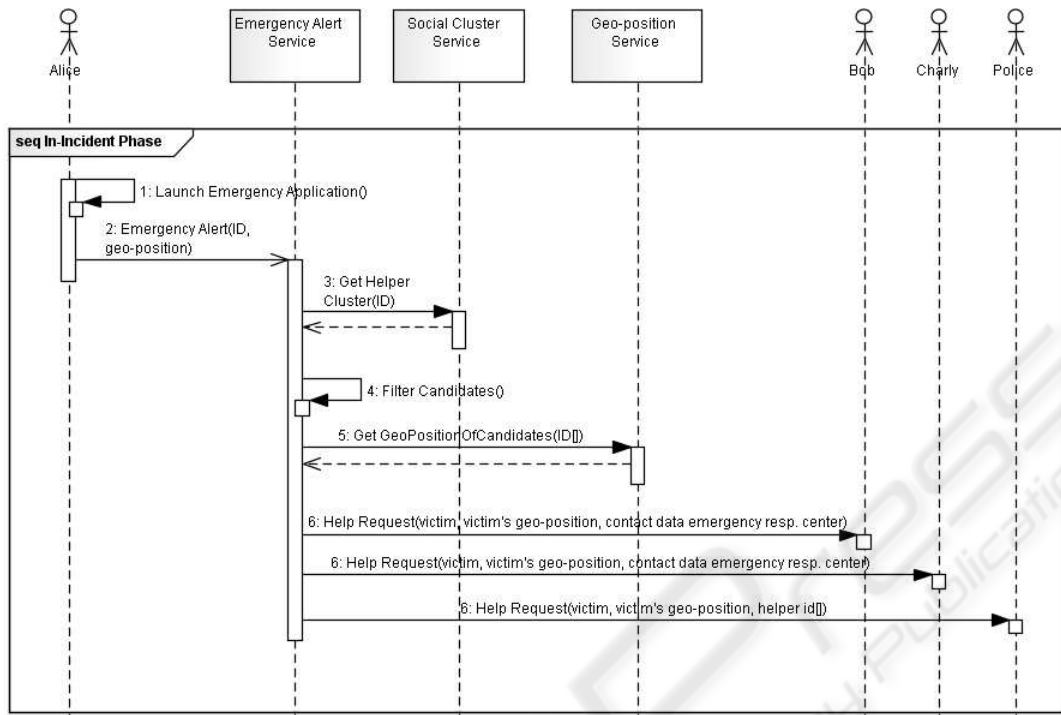 Emergency Alert
Service
Social Cluster
Service
Geo-position
Service
Alice
Bob
Charly
Police
seq In-Incident Phase
1: Launch Emergency Application()
2: Emergency Alert(ID,
geo-position)
3: Get Helper
Cluster(ID)
4: Filter Candidates()
5: Get GeoPositionOfCandidates(ID[])
6: Help Request(victim, victim's geo-position, contact data emergency resp. center)
6: Help Request(victim, victim's geo-position, contact data emergency resp. center)
6: Help Request(victim, victim's geo-position, helper id[])